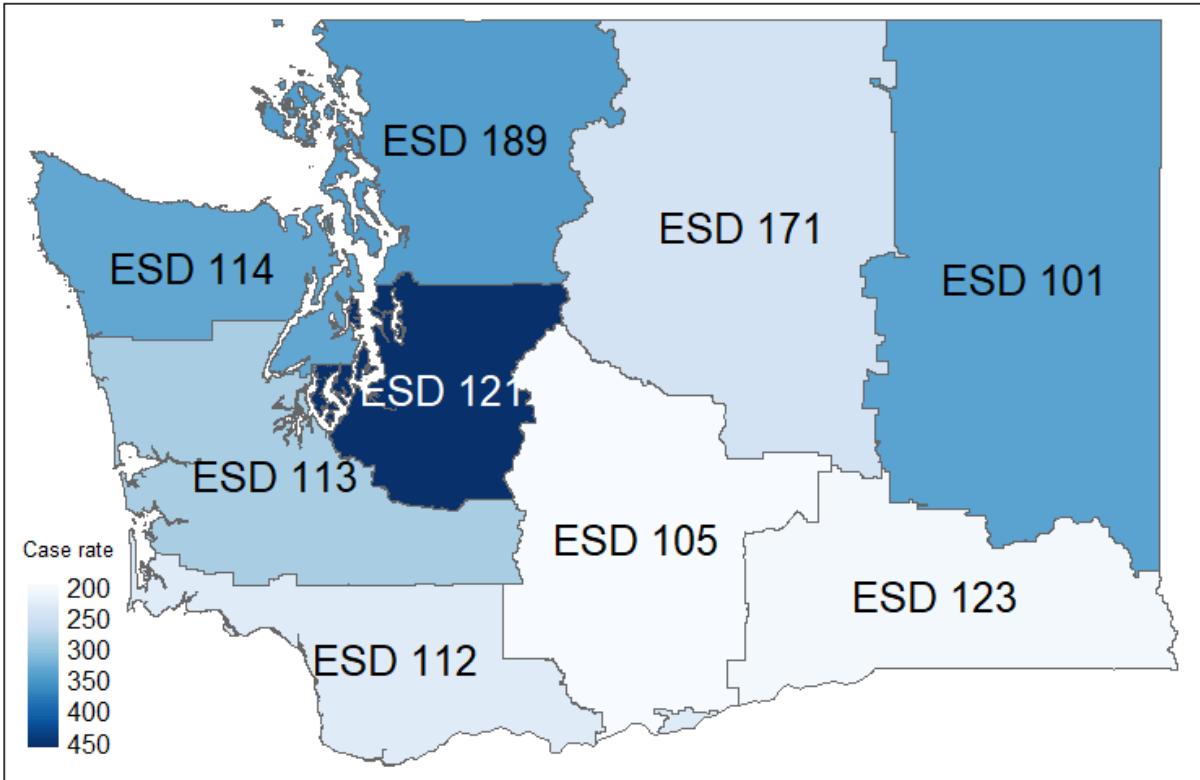 ESD 189
ESD 171
ESD 114
ESD 101
ESD 121
ESD 113
ESD 105
ESD 123
ESD 112
Case rate
200
250
300
350
400
450